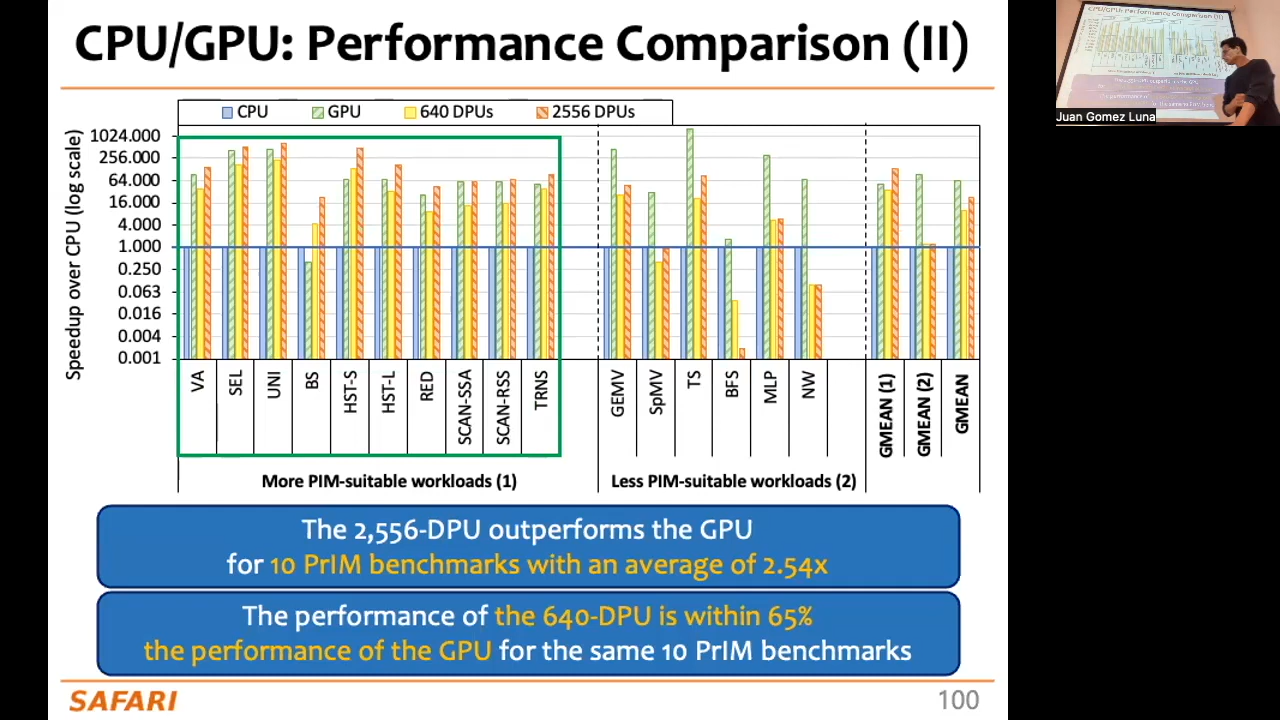 CPU/GPU: Performance Comparison (II)
CPU GPU 640 DPUs 2556 DPUs
Speedup over CPU (log scale)
1024.000
256.000
64.000
16.000
4.000
1.000
0.250
0.063
0.016
0.004
0.001
VA SEL UNI BS HST-S HST-L RED SCAN-SSA SCAN-RSS TRNS GEMV SpMV TS BFS MLP NW GMEAN (1) GMEAN (2) GMEAN
More PIM-suitable workloads (1) Less PIM-suitable workloads (2)
The 2,556-DPU outperforms the GPU
for 10 PrIM benchmarks with an average of 2.54x
The performance of the 640-DPU is within 65%
the performance of the GPU for the same 10 PrIM benchmarks
SAFARI 100
CPU/GPU: Performance Comparison (II)
Juan Gomez Luna